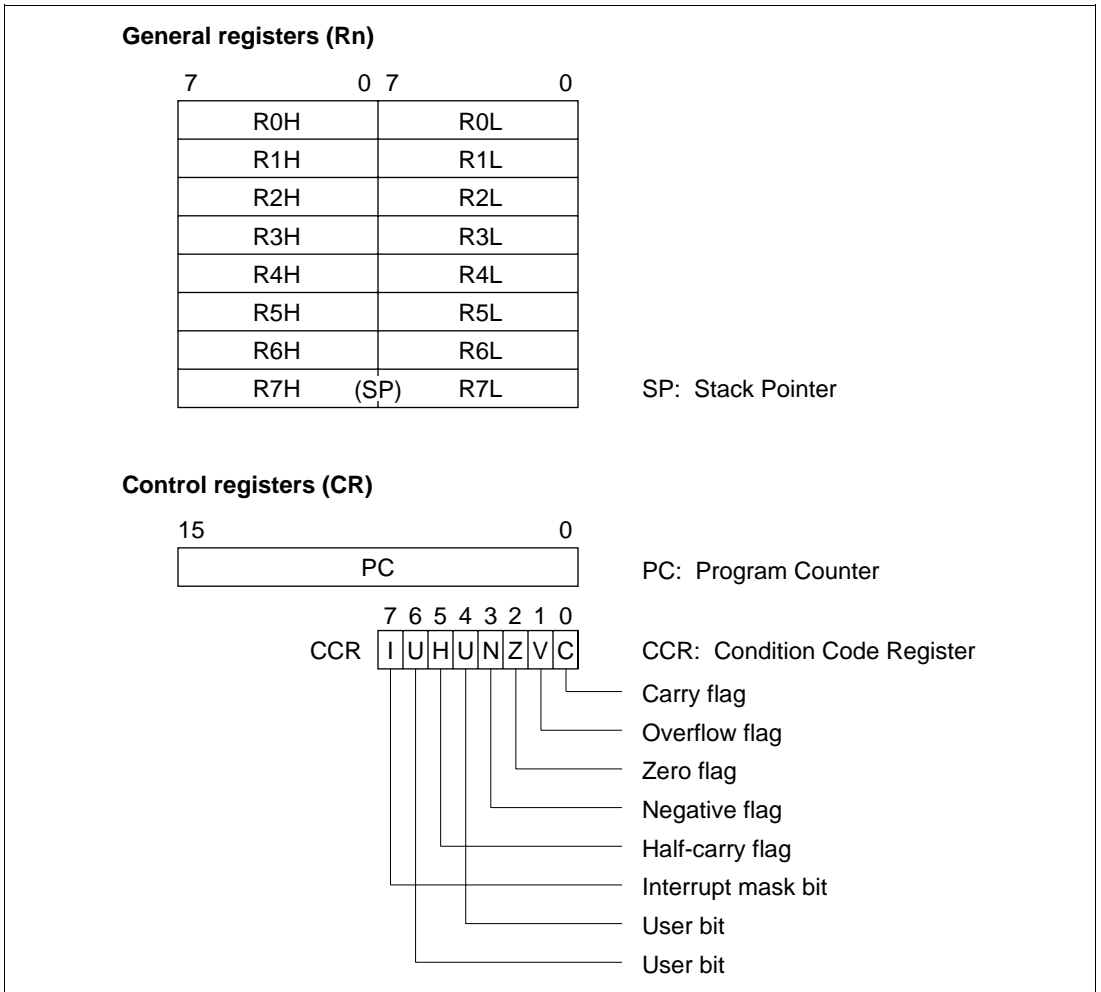 General registers (Rn)
7 0 7 0
R0H R0L
R1H R1L
R2H R2L
R3H R3L
R4H R4L
R5H R5L
R6H R6L
R7H (SP) R7L SP: Stack Pointer
Control registers (CR)
15 0
PC PC: Program Counter
7 6 5 4 3 2 1 0
CCR I U H U N Z V C CCR: Condition Code Register
Carry flag
Overflow flag
Zero flag
Negative flag
Half-carry flag
Interrupt mask bit
User bit
User bit